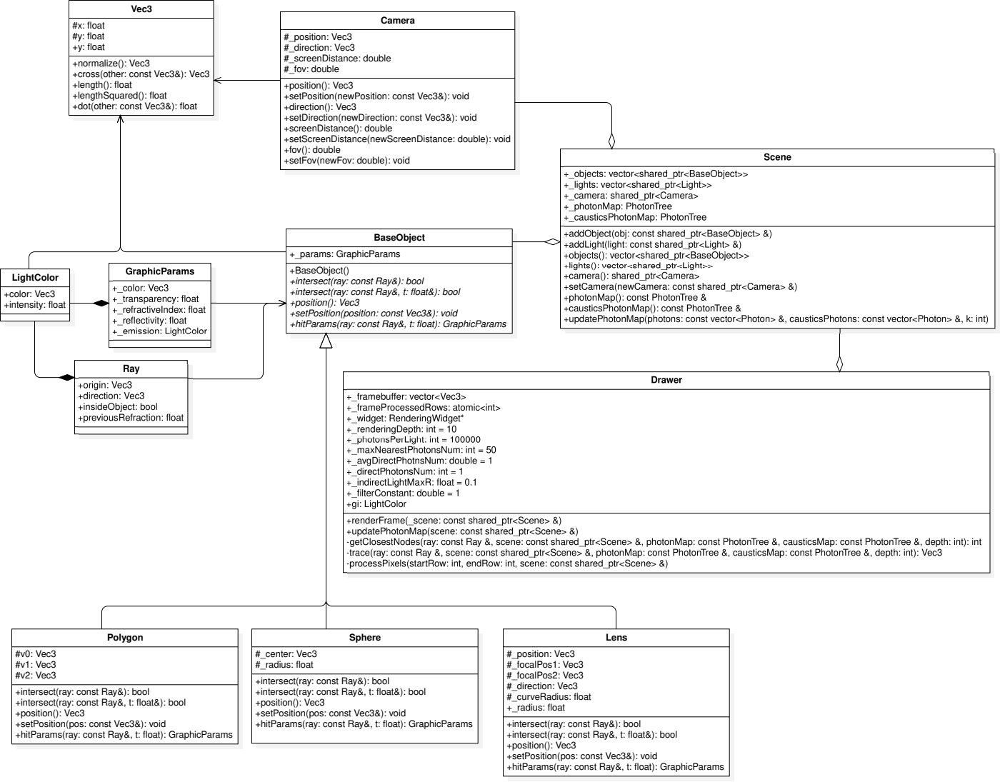 Vec3
#x: float
#y: float
+y: float
+normalize(): Vec3
+cross(other: const Vec3&): Vec3
+length(): float
+lengthSquared(): float
+dot(other: const Vec3&): float
Camera
#_position: Vec3
#_direction: Vec3
#_screenDistance: double
#_fov: double
+position(): Vec3
+setPosition(newPosition: const Vec3&): void
+direction(): Vec3
+setDirection(newDirection: const Vec3&): void
+screenDistance(): double
+setScreenDistance(newScreenDistance: double): void
+fov(): double
+setFov(newFov: double): void
Scene
+_objects: vector<shared_ptr<BaseObject>>
+_lights: vector<shared_ptr<Light>>
+_camera: shared_ptr<Camera>
+_photonMap: PhotonTree
+_causticsPhotonMap: PhotonTree
+addObject(obj: const shared_ptr<BaseObject> &)
+addLight(light: const shared_ptr<Light> &)
+objects(): vector<shared_ptr<BaseObject>>
+lights(): vector<shared_ptr<Light>>
+camera(): shared_ptr<Camera>
+setCamera(newCamera: const shared_ptr<Camera> &)
+photonMap(): const PhotonTree &
+causticsPhotonMap(): const PhotonTree &
+updatePhotonMap(photons: const vector<Photon> &, causticsPhotons: const vector<Photon> &, k: int)
BaseObject
+_params: GraphicParams
+BaseObject()
+intersect(ray: const Ray&): bool
+intersect(ray: const Ray&, t: float&): bool
+position(): Vec3
+setPosition(position: const Vec3&): void
+hitParams(ray: const Ray&, t: float): GraphicParams
LightColor
+color: Vec3
+intensity: float
GraphicParams
+_color: Vec3
+_transparency: float
+_refractiveIndex: float
+_reflectivity: float
+_emission: LightColor
Ray
+origin: Vec3
+direction: Vec3
+insideObject: bool
+previousRefraction: float
Drawer
+_framebuffer: vector<Vec3>
+_frameProcessedRows: atomic<int>
+_widget: RenderingWidget*
+_renderingDepth: int = 10
+_photonsPerLight: int = 100000
+_maxNearestPhotonsNum: int = 50
+_avgDirectPhotnsNum: double = 1
+_directPhotonsNum: int = 1
+_indirectLightMaxR: float = 0.1
+_filterConstant: double = 1
+gi: LightColor
+renderFrame(_scene: const shared_ptr<Scene> &)
+updatePhotonMap(scene: const shared_ptr<Scene> &)
-getClosestNodes(ray: const Ray &, scene: const shared_ptr<Scene> &, photonMap: const PhotonTree &, causticsMap: const PhotonTree &, depth: int): int
-trace(ray: const Ray &, scene: const shared_ptr<Scene> &, photonMap: const PhotonTree &, causticsMap: const PhotonTree &, depth: int): Vec3
-processPixels(startRow: int, endRow: int, scene: const shared_ptr<Scene> &)
Polygon
#v0: Vec3
#v1: Vec3
#v2: Vec3
+intersect(ray: const Ray&): bool
+intersect(ray: const Ray&, t: float&): bool
+position(): Vec3
+setPosition(pos: const Vec3&): void
+hitParams(ray: const Ray&, t: float): GraphicParams
Sphere
#_center: Vec3
#_radius: float
+intersect(ray: const Ray&): bool
+intersect(ray: const Ray&, t: float&): bool
+position(): Vec3
+setPosition(pos: const Vec3&): void
+hitParams(ray: const Ray&, t: float): GraphicParams
Lens
#_position: Vec3
#_focalPos1: Vec3
#_focalPos2: Vec3
#_direction: Vec3
#_curveRadius: float
+_radius: float
+intersect(ray: const Ray&): bool
+intersect(ray: const Ray&, t: float&): bool
+position(): Vec3
+setPosition(pos: const Vec3&): void
+hitParams(ray: const Ray&, t: float): GraphicParams